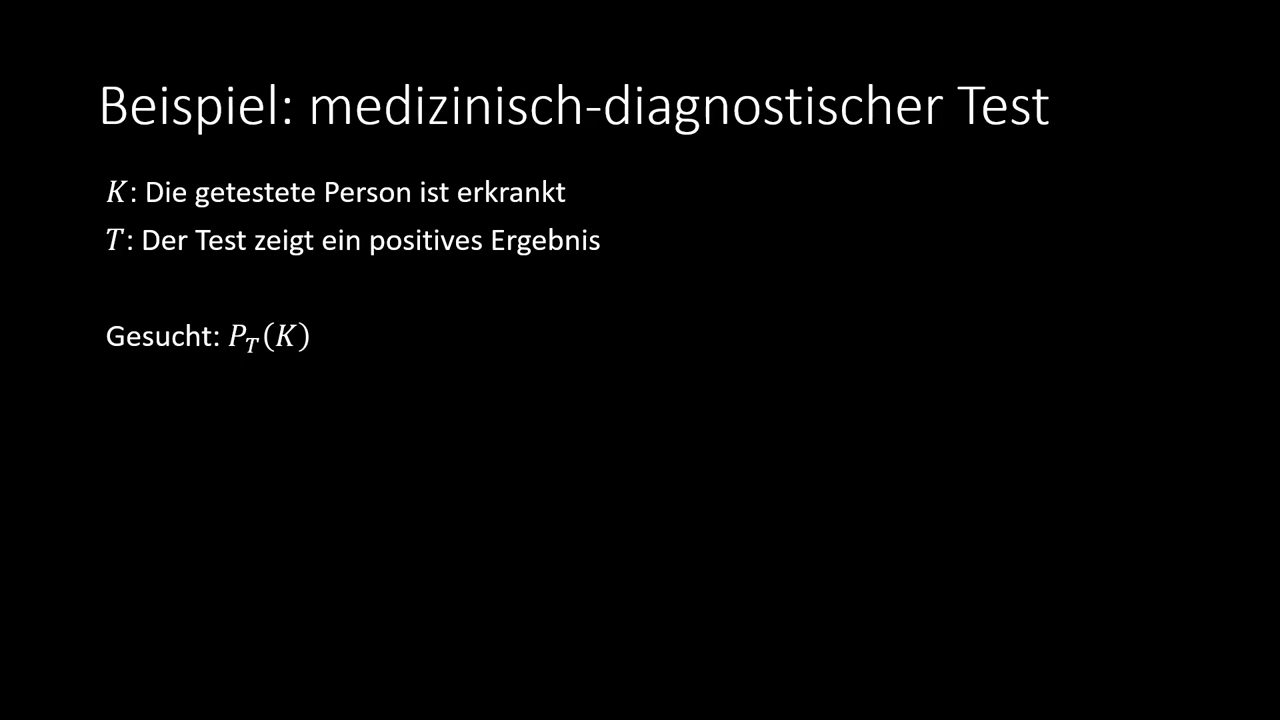 Beispiel: medizinisch-diagnostischer Test
K: Die getestete Person ist erkrankt
T: Der Test zeigt ein positives Ergebnis
Gesucht: P_T(K)